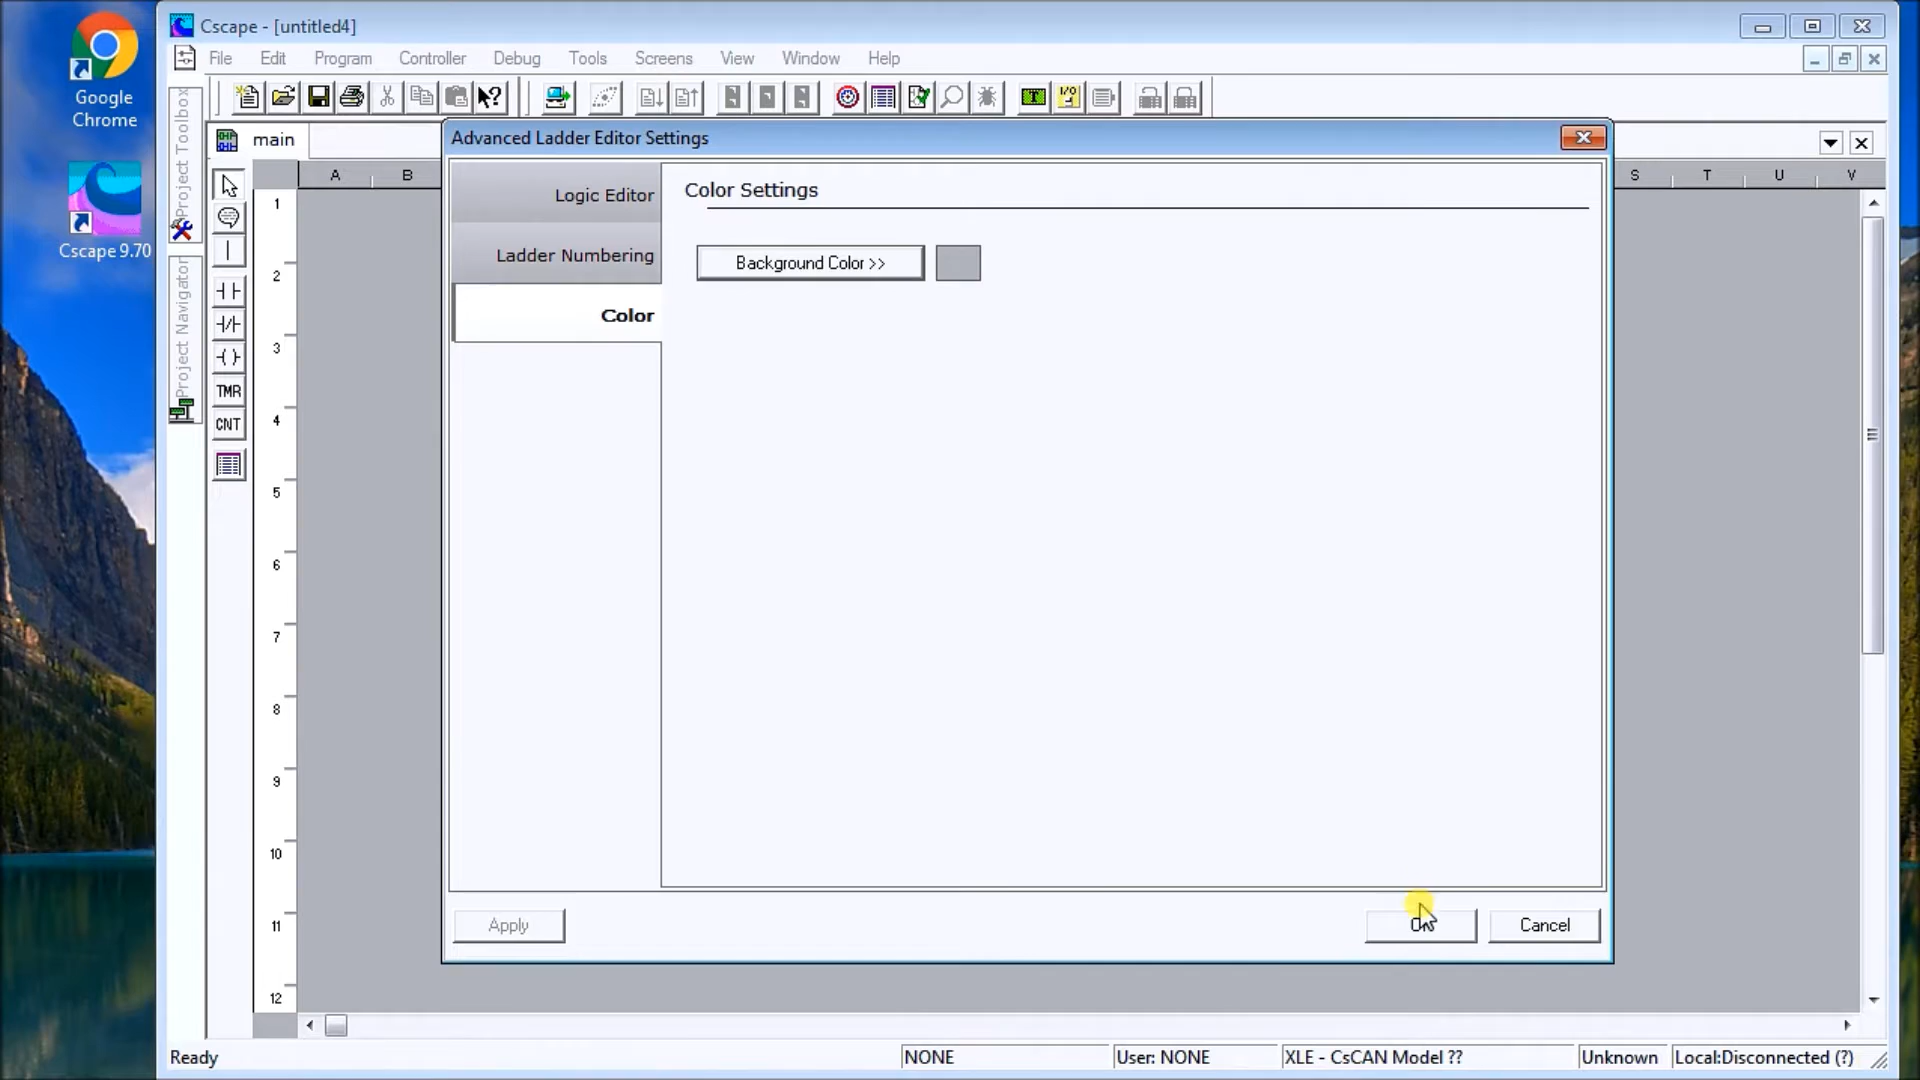 Google
Chrome
Cscape 9.70
Cscape - [untitled4]
File Edit Program Controller Debug Tools Screens View Window Help
T I/O
Project Toolbox
Project Navigator
main
A B S T U V
TMR
CNT
1
2
3
4
5
6
7
8
9
10
11
12
Advanced Ladder Editor Settings
Logic Editor
Ladder Numbering
Color
Color Settings
Background Color >>
Apply Cancel
Ready NONE User: NONE XLE - CsCAN Model ?? Unknown Local:Disconnected (?)